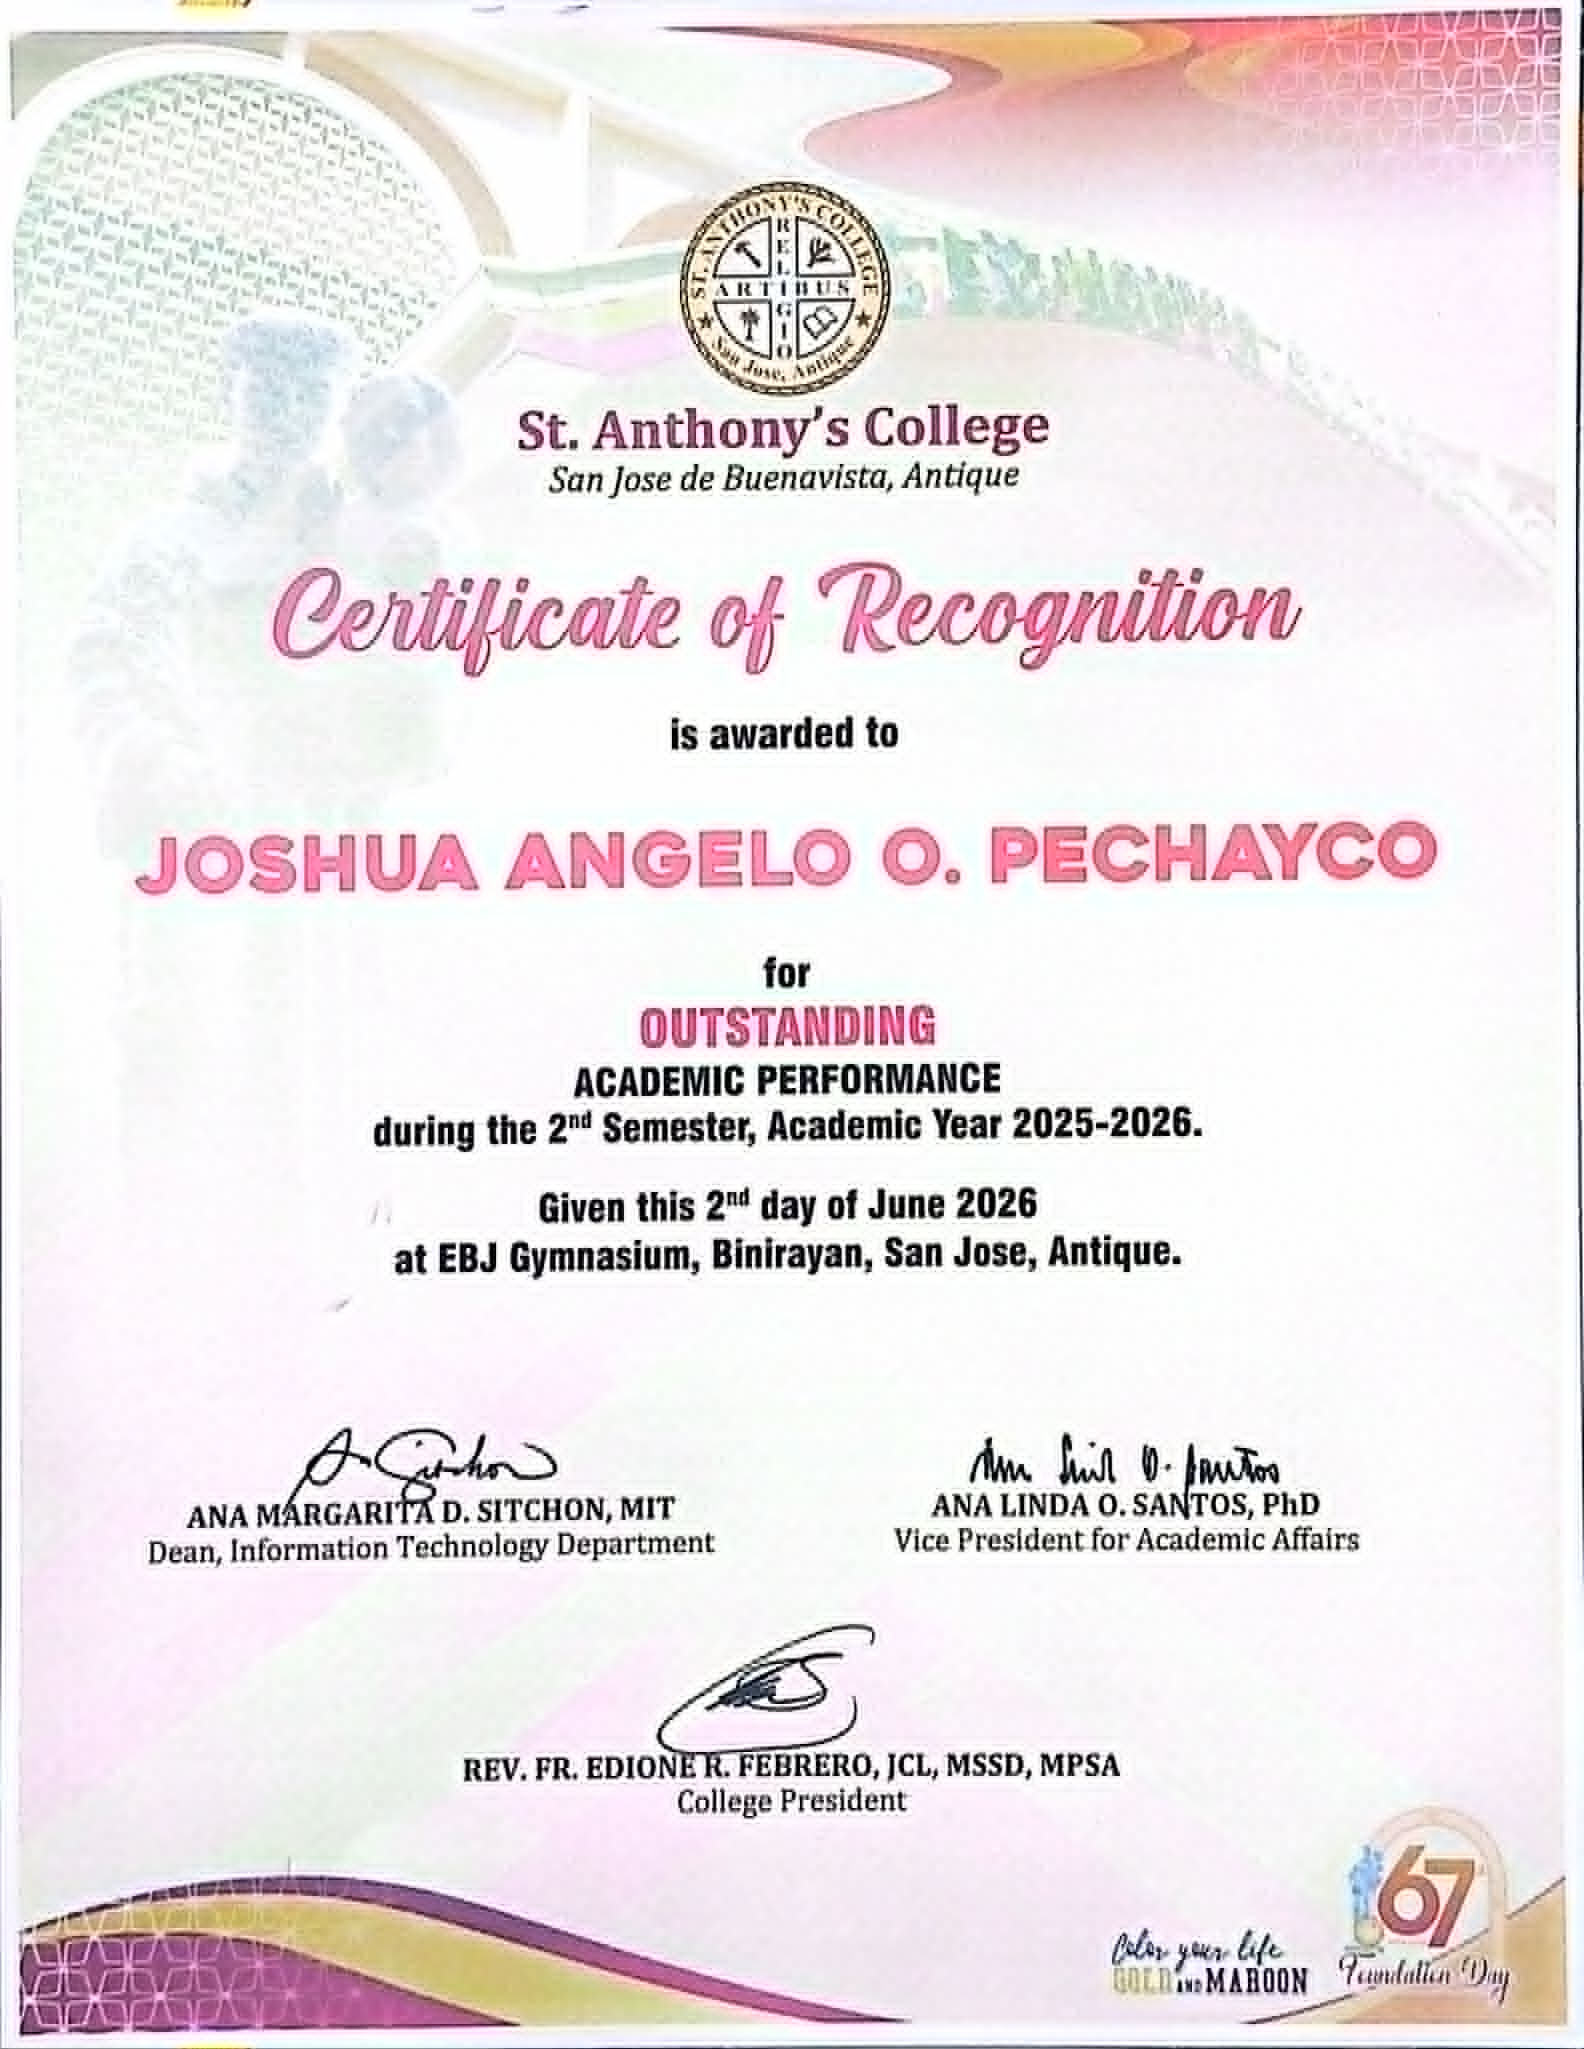 ST. ANTHONY'S COLLEGE
RELIGIO
ARTIBUS
San Jose, Antique
St. Anthony's College
San Jose de Buenavista, Antique
Certificate of Recognition
is awarded to
JOSHUA ANGELO O. PECHAYCO
for
OUTSTANDING
ACADEMIC PERFORMANCE
during the 2nd Semester, Academic Year 2025-2026.
Given this 2nd day of June 2026
at EBJ Gymnasium, Binirayan, San Jose, Antique.
ANA MARGARITA D. SITCHON, MIT
Dean, Information Technology Department
ANA LINDA O. SANTOS, PhD
Vice President for Academic Affairs
REV. FR. EDIONE R. FEBRERO, JCL, MSSD, MPSA
College President
Color your life
GOLD AND MAROON
67
Foundation Day